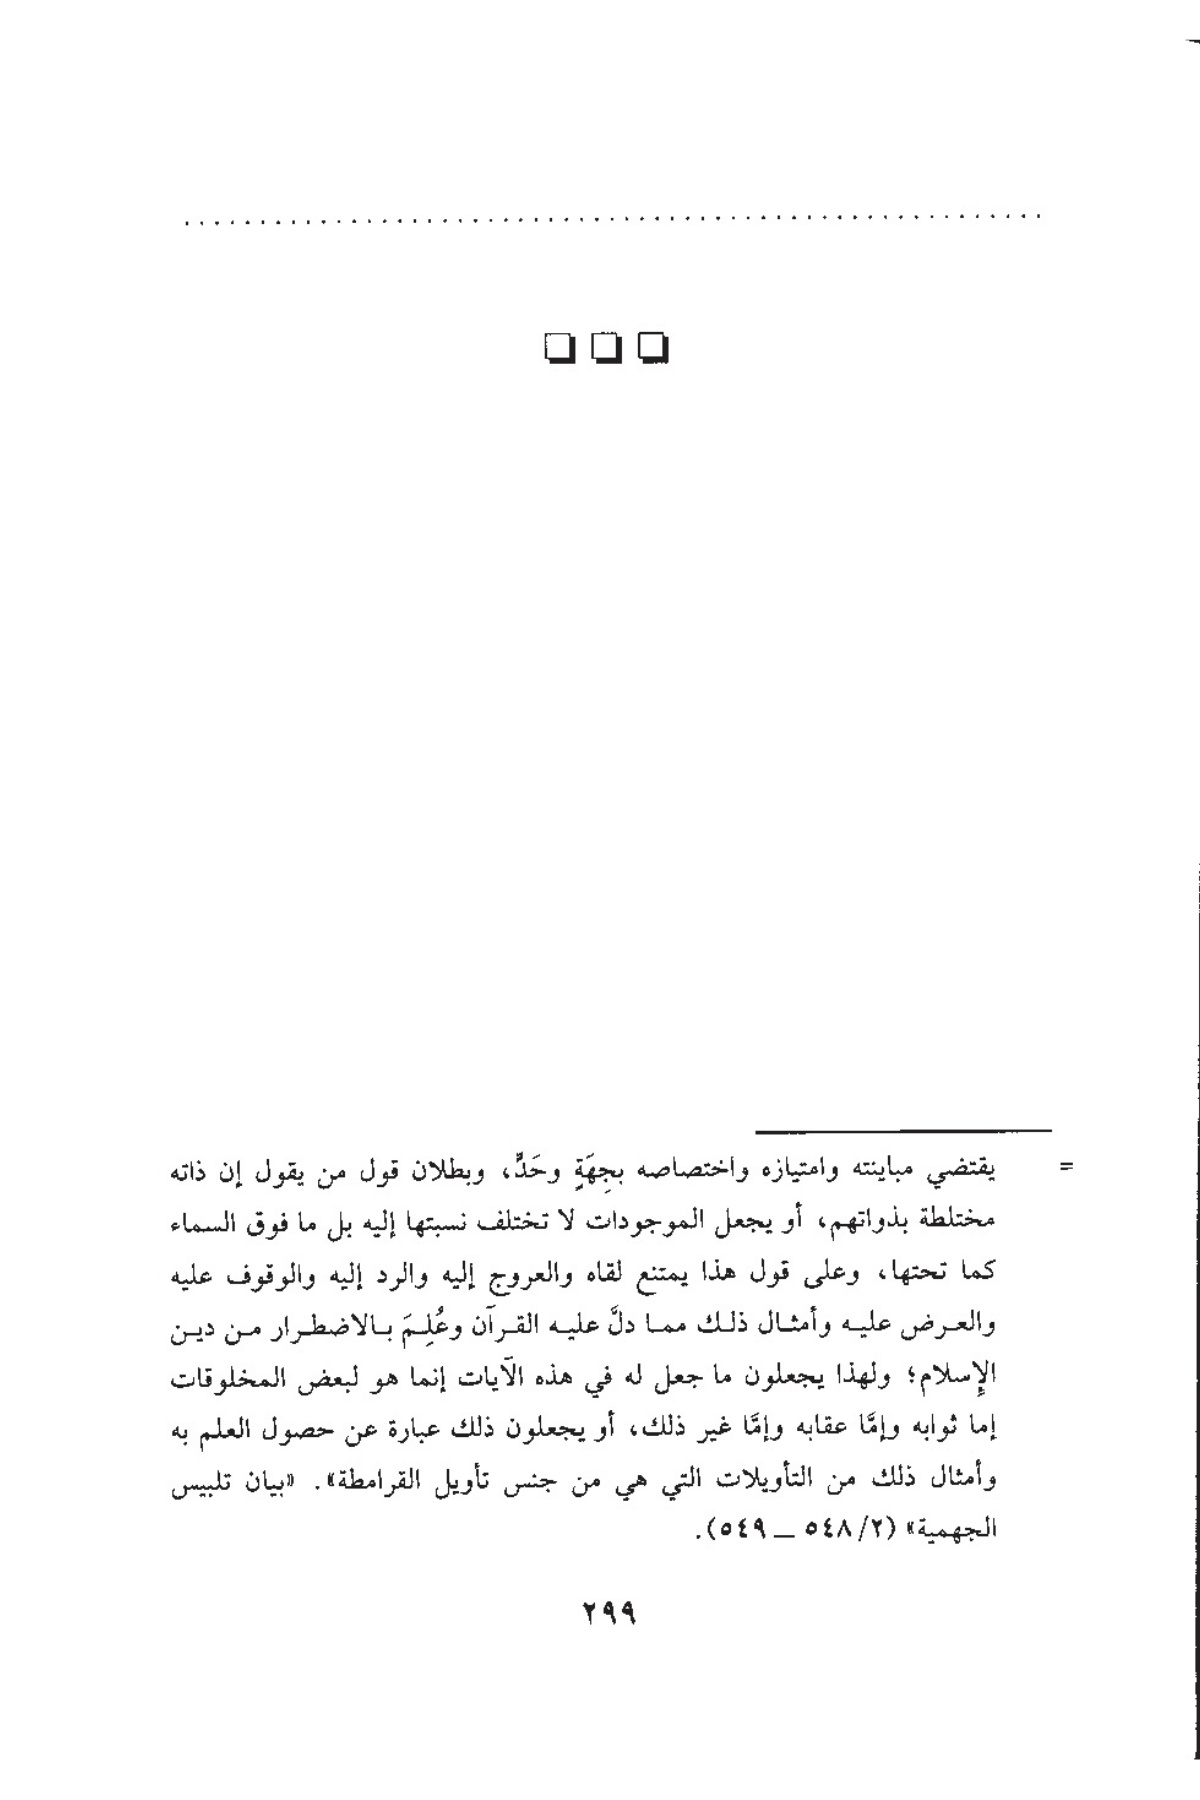 = يقتضي مباينته وامتيازه واختصاصه بجِهَةٍ وحَدٍّ، وبطلان قول من يقول إن ذاته
مختلطة بذواتهم، أو يجعل الموجودات لا تختلف نسبتها إليه بل ما فوق السماء
كما تحتها، وعلى قول هذا يمتنع لقاه والعروج إليه والرد إليه والوقوف عليه
والعرض عليه وأمثال ذلك مما دلَّ عليه القرآن وعُلِمَ بالاضطرار من دين
الإسلام؛ ولهذا يجعلون ما جعل له في هذه الآيات إنما هو لبعض المخلوقات
إما ثوابه وإمَّا عقابه وإمَّا غير ذلك، أو يجعلون ذلك عبارة عن حصول العلم به
وأمثال ذلك من التأويلات التي هي من جنس تأويل القرامطة». «بيان تلبيس
الجهمية» (٢/ ٥٤٨ ــ ٥٤٩).
٢٩٩